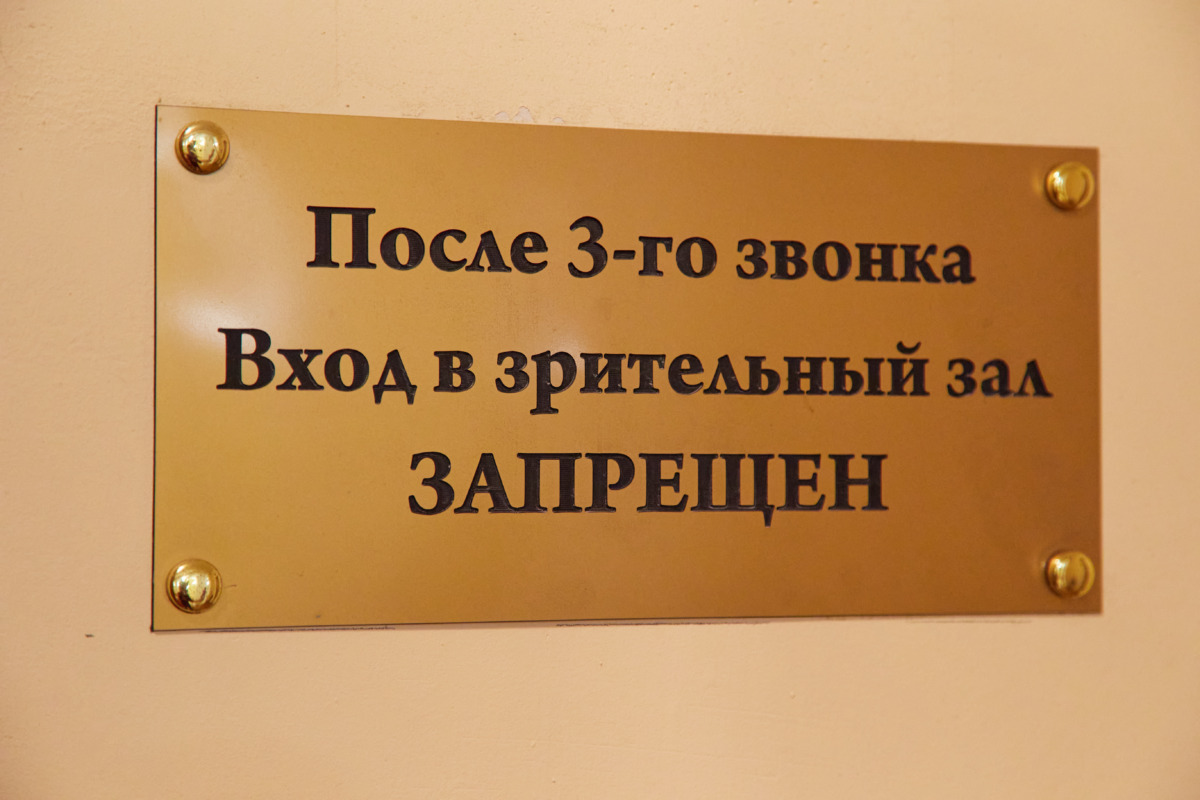 После 3-го звонка
Вход в зрительный зал
ЗАПРЕЩЕН